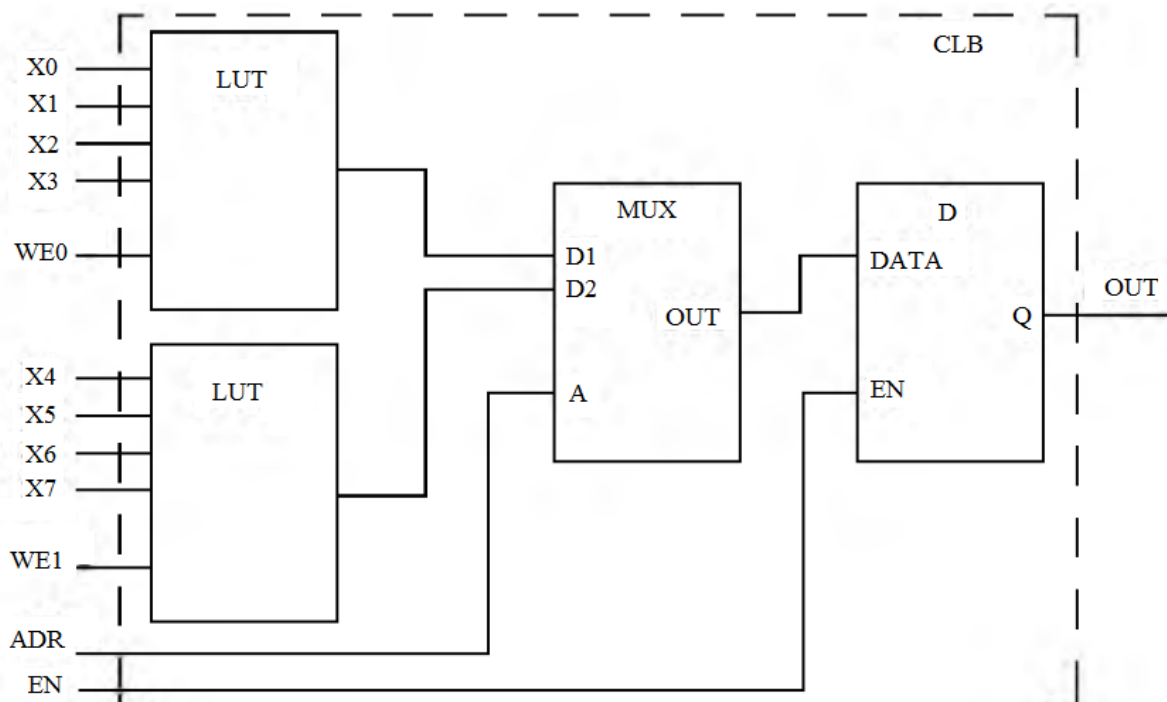 CLB
X0
X1
X2
X3
WE0
LUT
X4
X5
X6
X7
WE1
LUT
ADR
EN
MUX
D1
D2
OUT
A
D
DATA
Q
EN
OUT